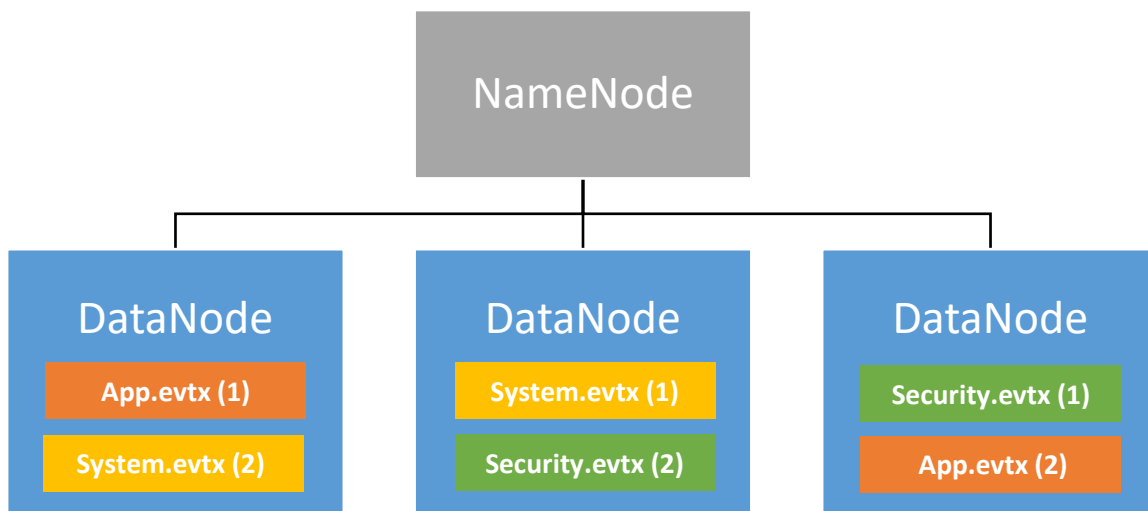 NameNode
DataNode
App.evtx (1)
System.evtx (2)
DataNode
System.evtx (1)
Security.evtx (2)
DataNode
Security.evtx (1)
App.evtx (2)